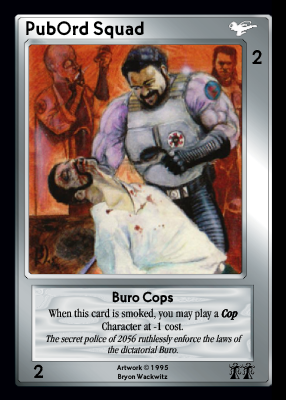 PubOrd Squad
2
Buro Cops
When this card is smoked, you may play a Cop
Character at -1 cost.
The secret police of 2056 ruthlessly enforce the laws of
the dictatorial Buro.
2
Artwork © 1995
Bryon Wackwitz